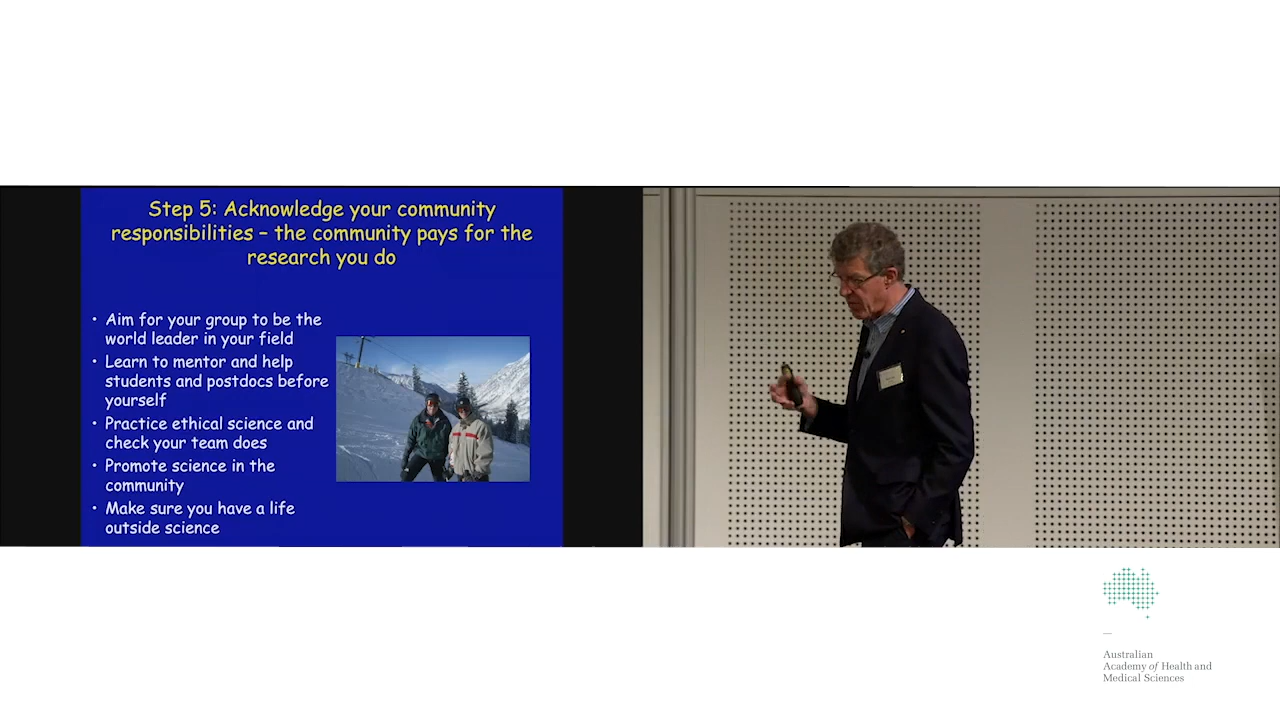 Step 5: Acknowledge your community
responsibilities – the community pays for the
research you do
• Aim for your group to be the
world leader in your field
• Learn to mentor and help
students and postdocs before
yourself
• Practice ethical science and
check your team does
• Promote science in the
community
• Make sure you have a life
outside science
Australian
Academy of Health and
Medical Sciences